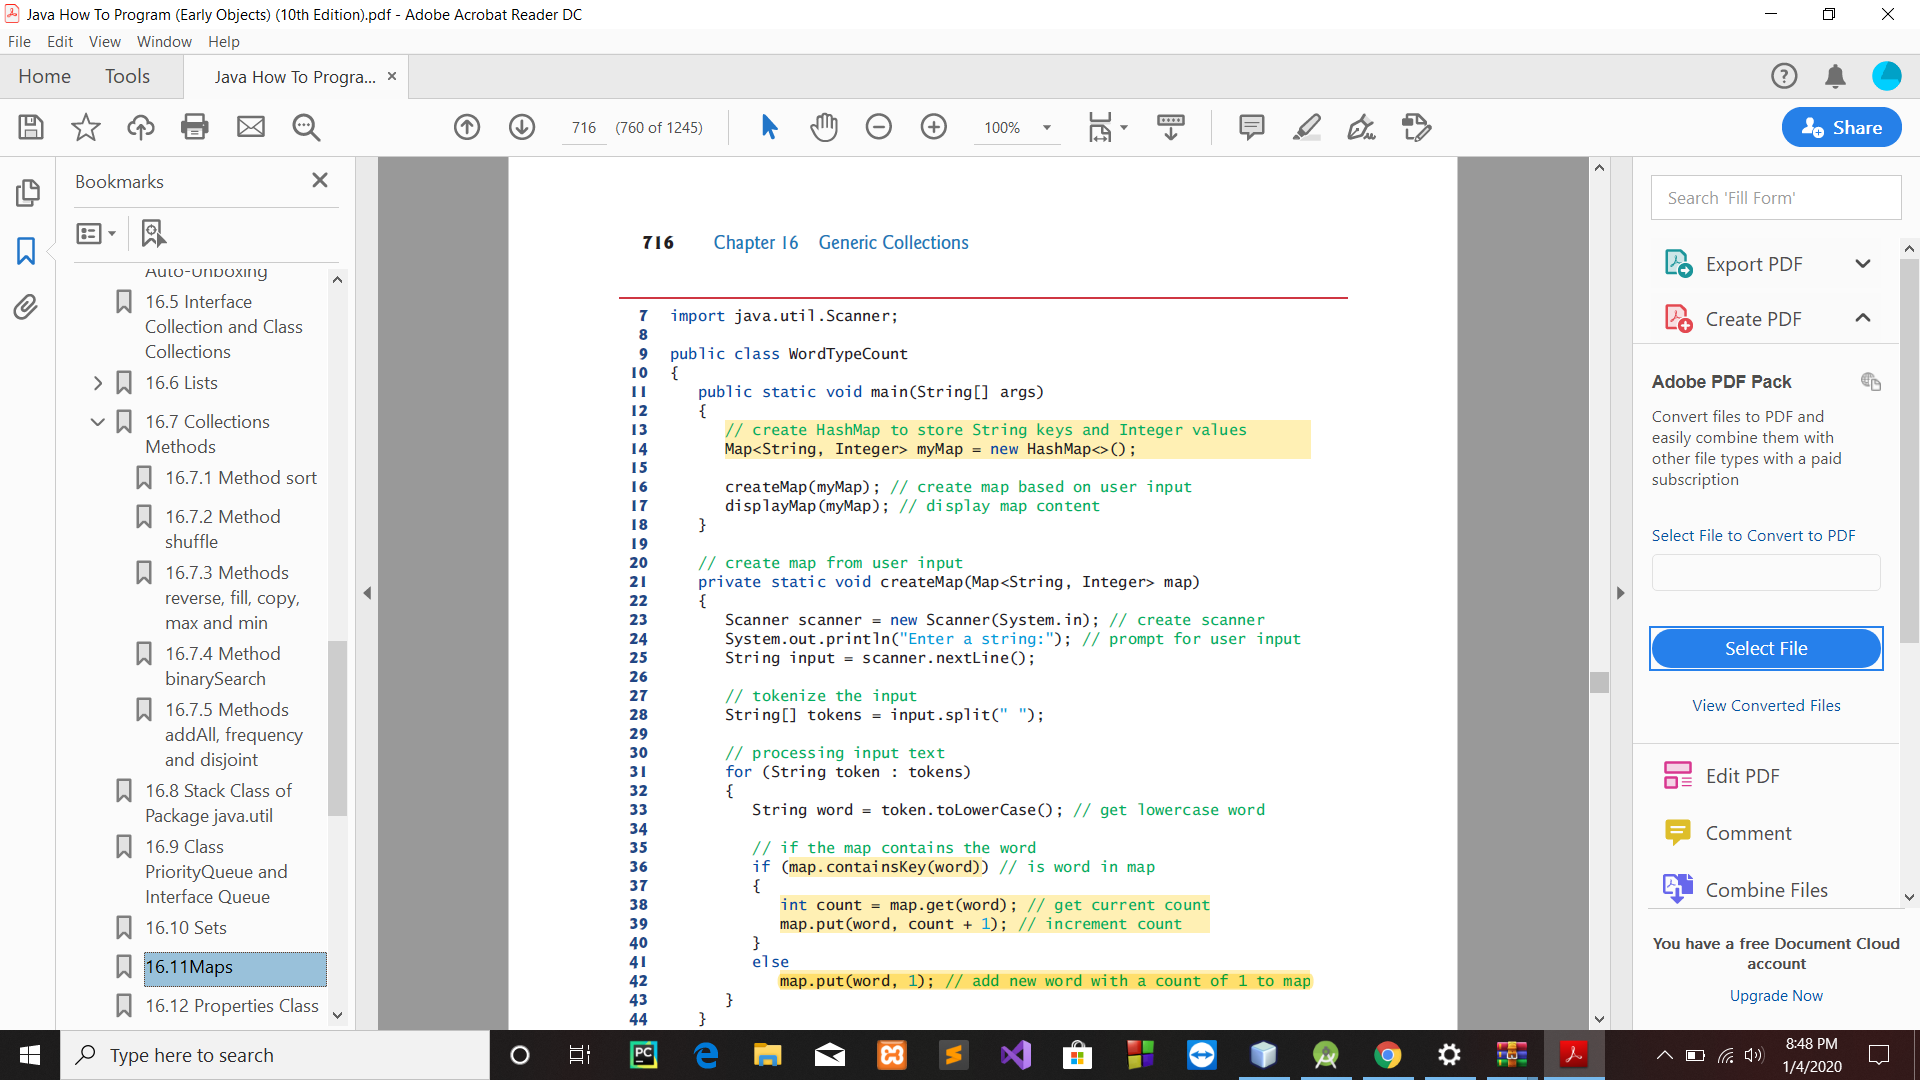 Java How To Program (Early Objects) (10th Edition).pdf - Adobe Acrobat Reader DC
File Edit View Window Help
Home Tools Java How To Progra... ×
716 (760 of 1245) 100%
Share
Bookmarks
Auto-Unboxing
16.5 Interface
Collection and Class
Collections
16.6 Lists
16.7 Collections
Methods
16.7.1 Method sort
16.7.2 Method
shuffle
16.7.3 Methods
reverse, fill, copy,
max and min
16.7.4 Method
binarySearch
16.7.5 Methods
addAll, frequency
and disjoint
16.8 Stack Class of
Package java.util
16.9 Class
PriorityQueue and
Interface Queue
16.10 Sets
16.11Maps
16.12 Properties Class
716 Chapter 16 Generic Collections
7 import java.util.Scanner;
8
9 public class WordTypeCount
10 {
11 public static void main(String[] args)
12 {
13 // create HashMap to store String keys and Integer values
14 Map<String, Integer> myMap = new HashMap<>();
15
16 createMap(myMap); // create map based on user input
17 displayMap(myMap); // display map content
18 }
19
20 // create map from user input
21 private static void createMap(Map<String, Integer> map)
22 {
23 Scanner scanner = new Scanner(System.in); // create scanner
24 System.out.println("Enter a string:"); // prompt for user input
25 String input = scanner.nextLine();
26
27 // tokenize the input
28 String[] tokens = input.split(" ");
29
30 // processing input text
31 for (String token : tokens)
32 {
33 String word = token.toLowerCase(); // get lowercase word
34
35 // if the map contains the word
36 if (map.containsKey(word)) // is word in map
37 {
38 int count = map.get(word); // get current count
39 map.put(word, count + 1); // increment count
40 }
41 else
42 map.put(word, 1); // add new word with a count of 1 to map
43 }
44 }
Search 'Fill Form'
Export PDF
Create PDF
Adobe PDF Pack
Convert files to PDF and
easily combine them with
other file types with a paid
subscription
Select File to Convert to PDF
Select File
View Converted Files
Edit PDF
Comment
Combine Files
You have a free Document Cloud
account
Upgrade Now
Type here to search
PC
8:48 PM
1/4/2020